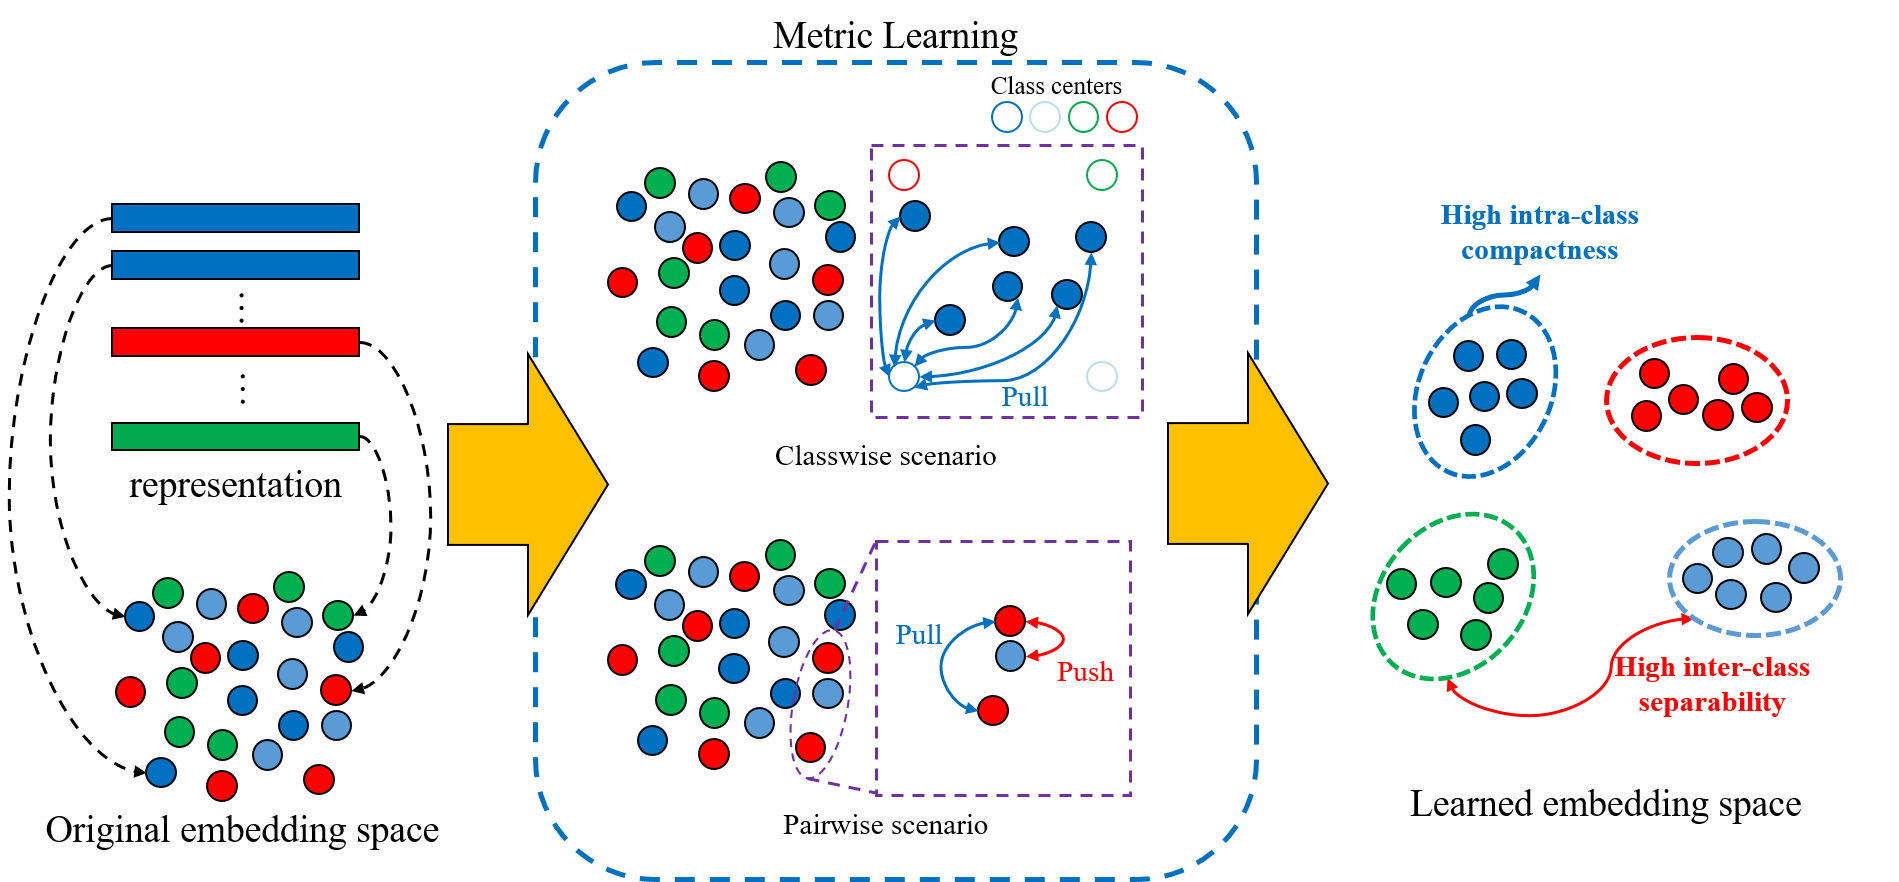 Metric Learning
Class centers
Pull
Classwise scenario
representation
Original embedding space
Pull
Push
Pairwise scenario
High intra-class
compactness
High inter-class
separability
Learned embedding space